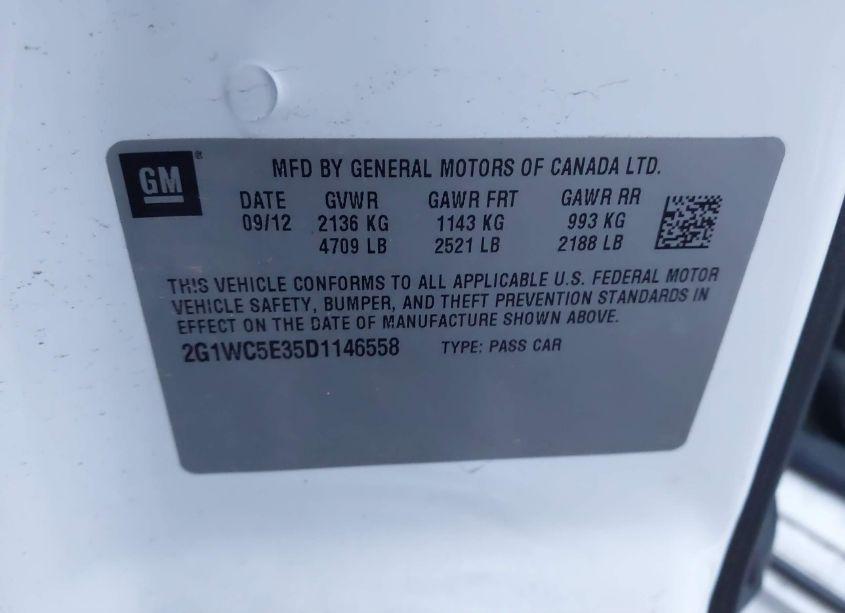 GM ® MFD BY GENERAL MOTORS OF CANADA LTD.
DATE GVWR GAWR FRT GAWR RR
09/12 2136 KG 1143 KG 993 KG
4709 LB 2521 LB 2188 LB
THIS VEHICLE CONFORMS TO ALL APPLICABLE U.S. FEDERAL MOTOR
VEHICLE SAFETY, BUMPER, AND THEFT PREVENTION STANDARDS IN
EFFECT ON THE DATE OF MANUFACTURE SHOWN ABOVE.
2G1WC5E35D1146558 TYPE: PASS CAR